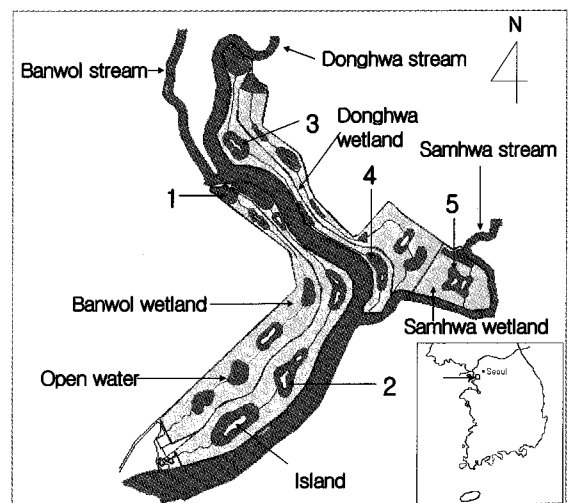 N
Banwol stream
Donghwa stream
3
Donghwa
wetland
Samhwa stream
4
5
1
Banwol wetland
Samhwa wetland
Seoul
Open water
2
Island